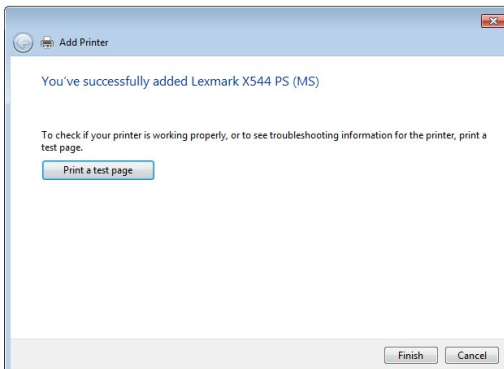 Add Printer
You've successfully added Lexmark X544 PS (MS)
To check if your printer is working properly, or to see troubleshooting information for the printer, print a
test page.
Print a test page
Finish Cancel